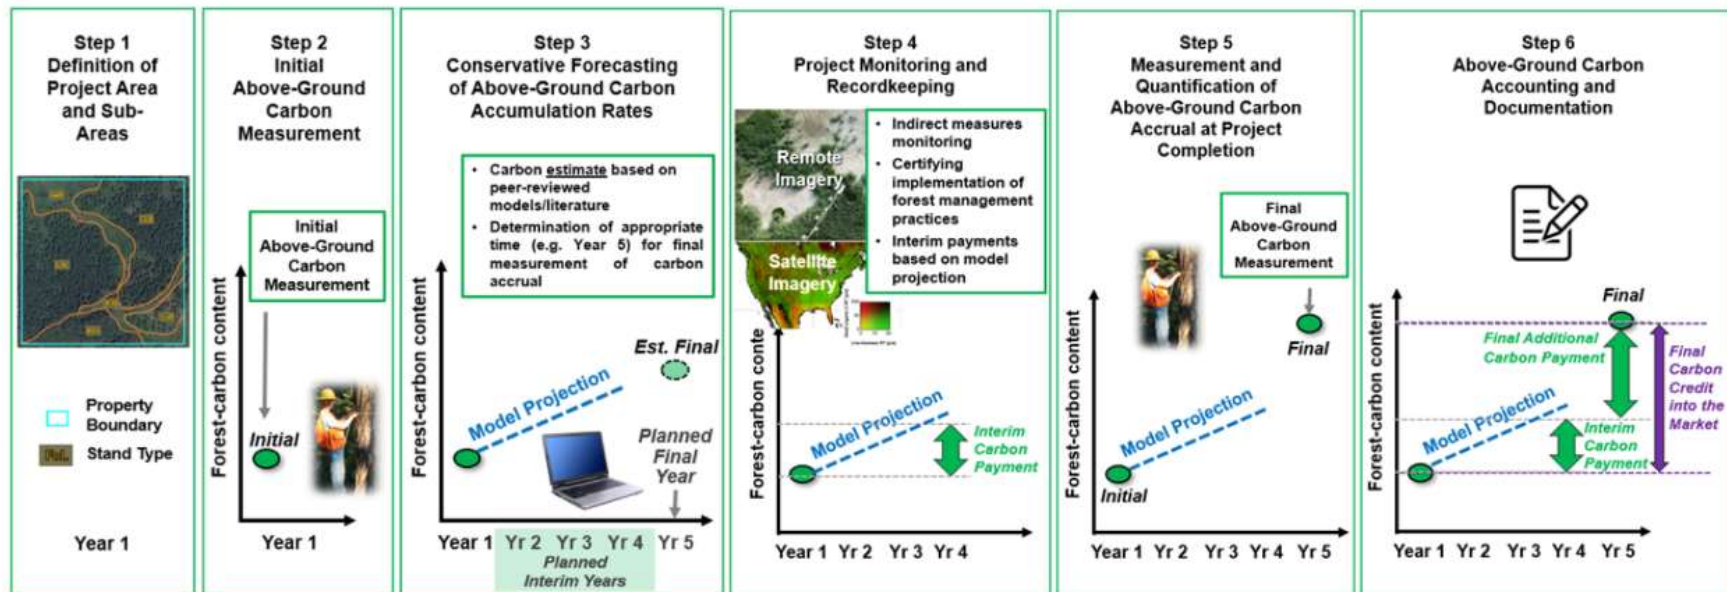 Step 1
Definition of
Project Area
and Sub-
Areas
Property
Boundary
Stand Type
Year 1
Step 2
Initial
Above-Ground
Carbon
Measurement
Initial
Above-Ground
Carbon
Measurement
Forest-carbon content
Initial
Year 1
Step 3
Conservative Forecasting
of Above-Ground Carbon
Accumulation Rates
• Carbon estimate based on
peer-reviewed
models/literature
• Determination of appropriate
time (e.g. Year 5) for final
measurement of carbon
accrual
Forest-carbon content
Est. Final
Model Projection
Planned
Final
Year
Year 1 Yr 2 Yr 3 Yr 4 Yr 5
Planned
Interim Years
Step 4
Project Monitoring and
Recordkeeping
Remote
Imagery
Satellite
Imagery
• Indirect measures
monitoring
• Certifying
implementation of
forest management
practices
• Interim payments
based on model
projection
Forest-carbon conte
Model Projection
Interim
Carbon
Payment
Year 1 Yr 2 Yr 3 Yr 4
Step 5
Measurement and
Quantification of
Above-Ground Carbon
Accrual at Project
Completion
Final
Above-Ground
Carbon
Measurement
Forest-carbon content
Final
Model Projection
Initial
Year 1 Yr 2 Yr 3 Yr 4 Yr 5
Step 6
Above-Ground Carbon
Accounting and
Documentation
Forest-carbon content
Final
Final Additional
Carbon Payment
Final
Carbon
Credit
into the
Market
Model Projection
Interim
Carbon
Payment
Year 1 Yr 2 Yr 3 Yr 4 Yr 5